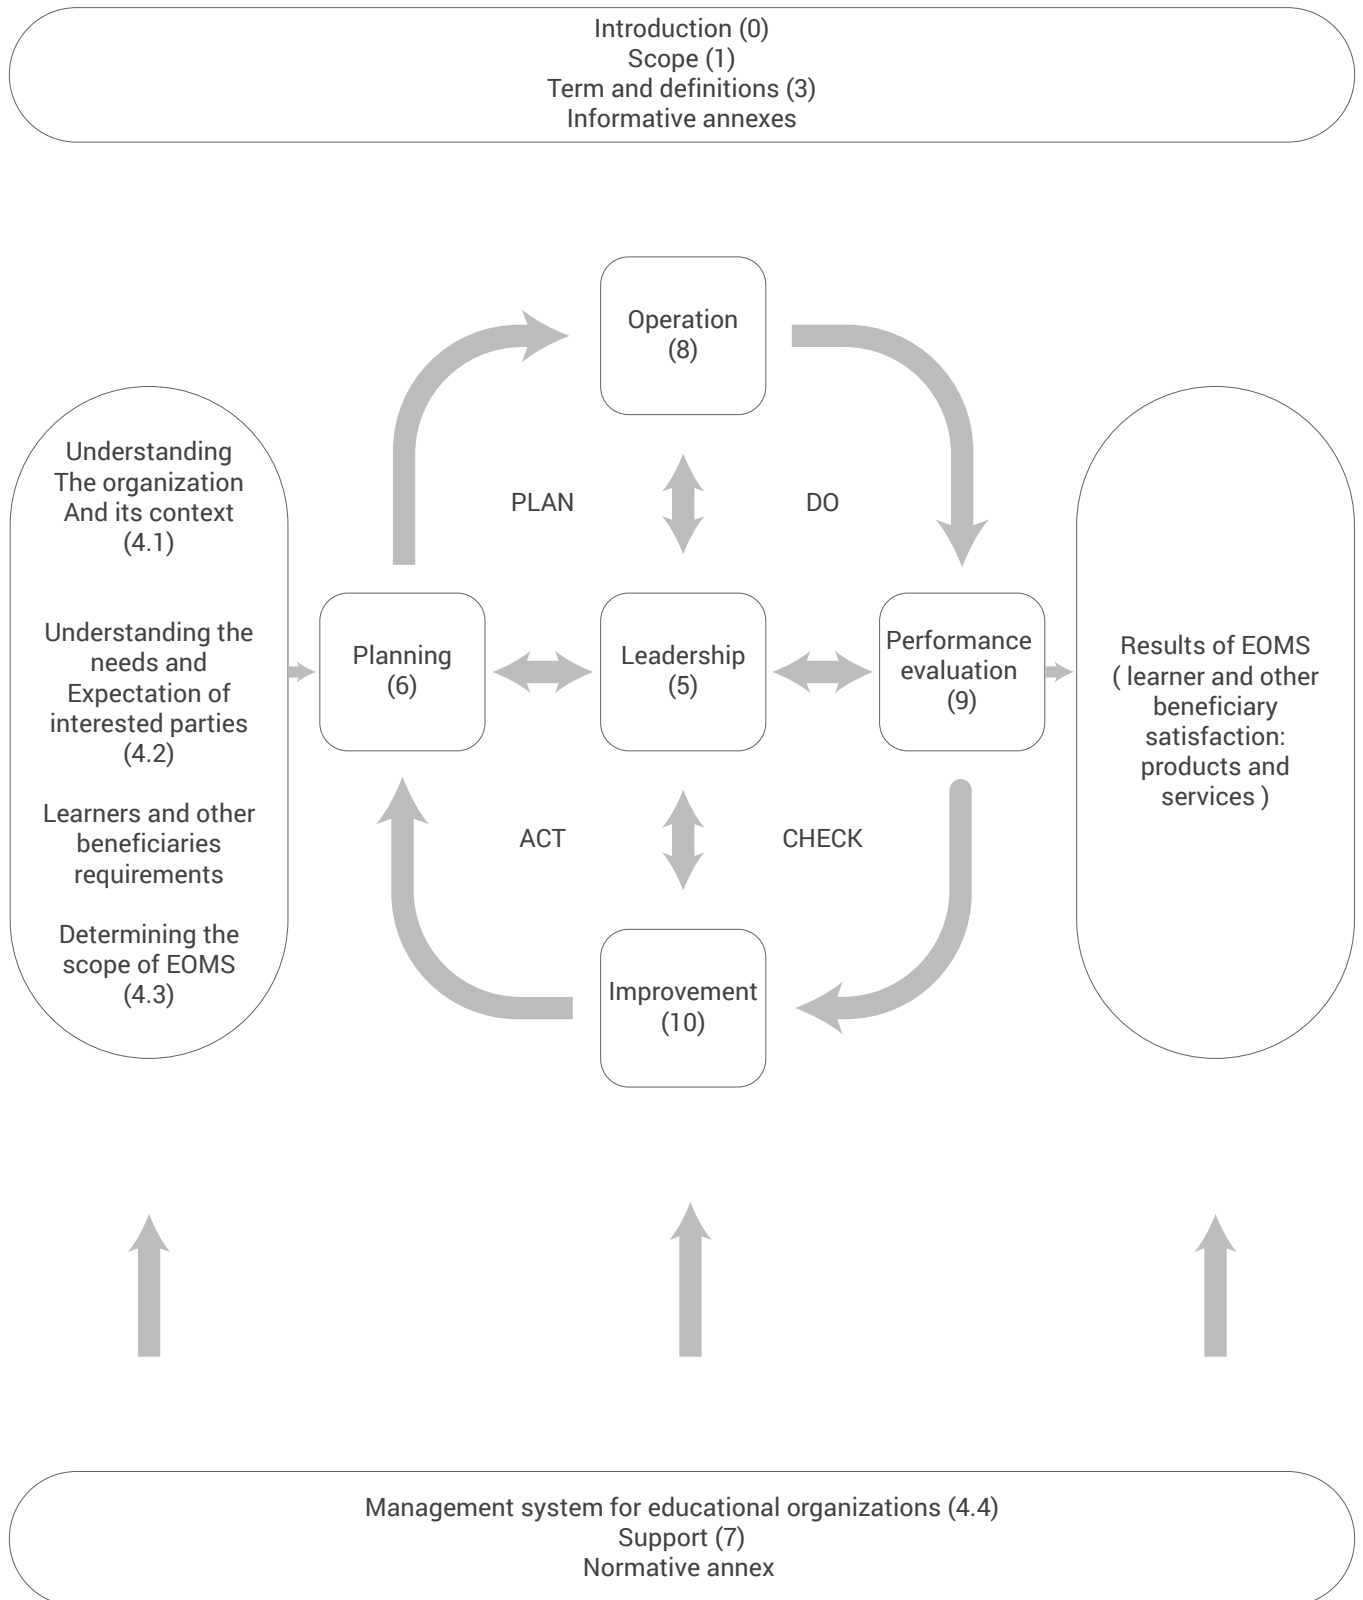 Introduction (0)
Scope (1)
Term and definitions (3)
Informative annexes
Operation
(8)
Understanding
The organization
And its context
(4.1)
PLAN
DO
Understanding the
needs and
Expectation of
interested parties
(4.2)
Planning
(6)
Leadership
(5)
Performance
evaluation
(9)
Results of EOMS
( learner and other
beneficiary
satisfaction:
products and
services )
Learners and other
beneficiaries
requirements
ACT
CHECK
Determining the
scope of EOMS
(4.3)
Improvement
(10)
Management system for educational organizations (4.4)
Support (7)
Normative annex